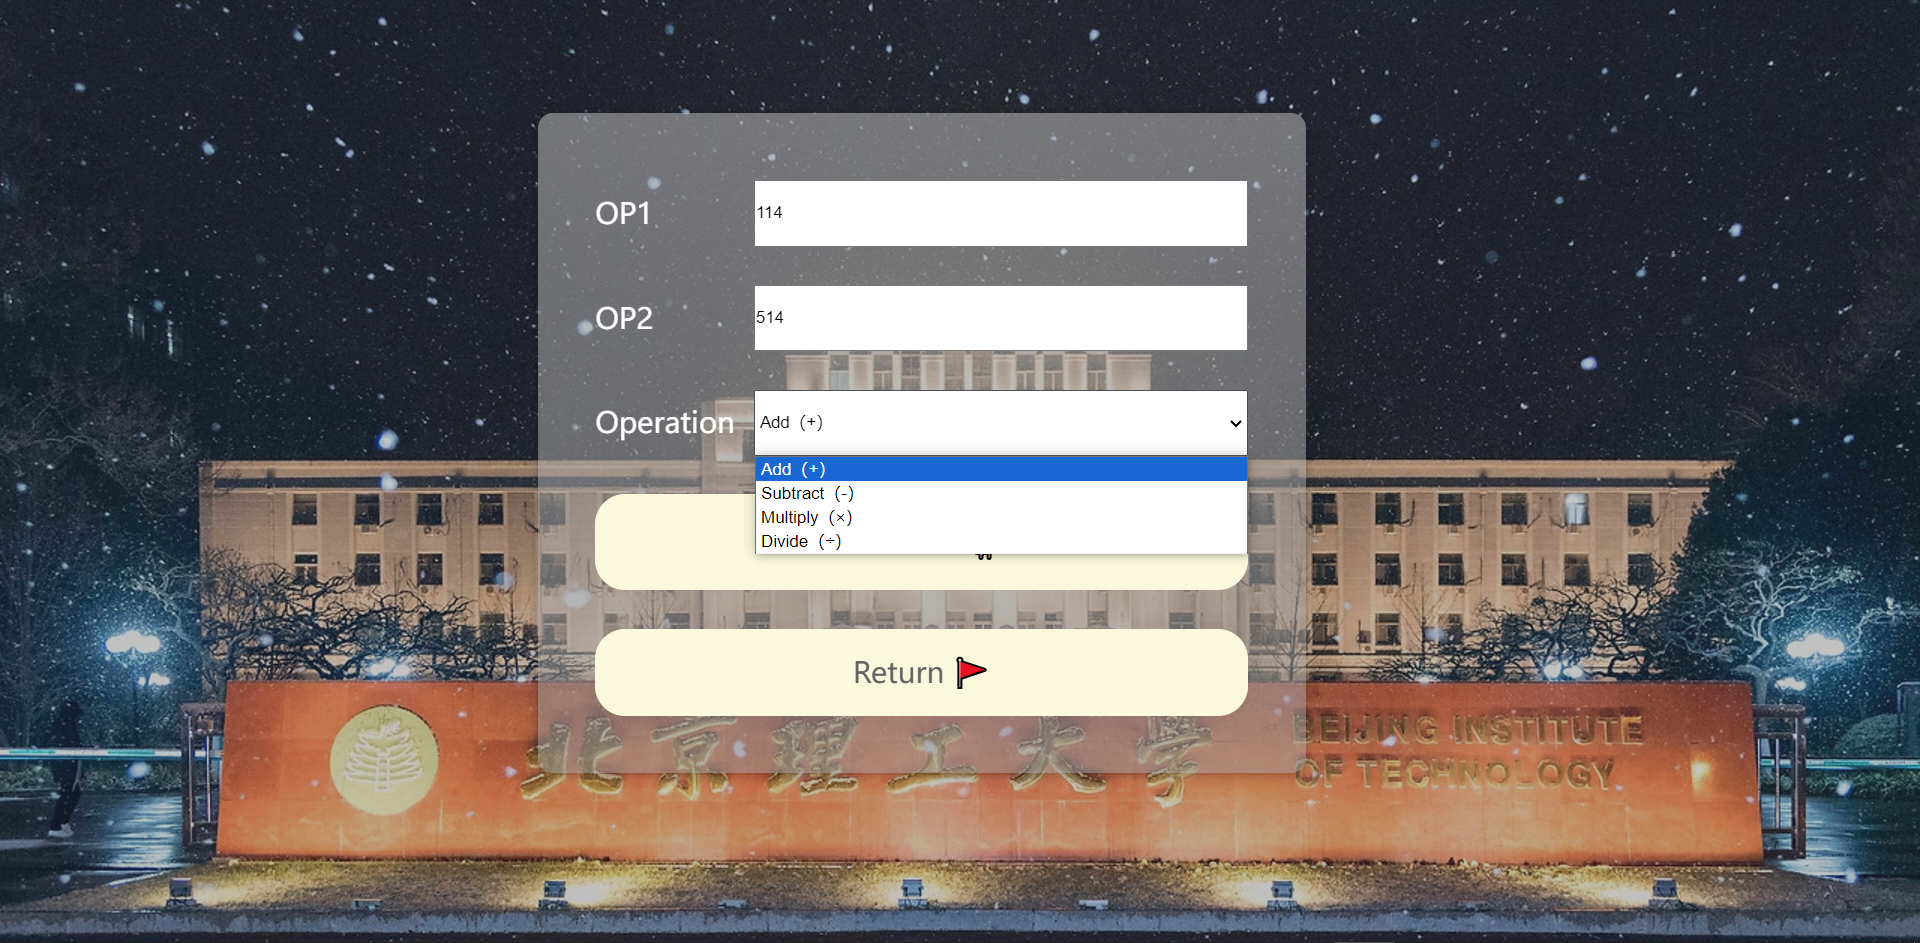 OP1
114
OP2
514
Operation
Add (+)
Add (+)
Subtract (-)
Multiply (×)
Divide (÷)
Return
北京理工大学
BEIJING INSTITUTE
OF TECHNOLOGY